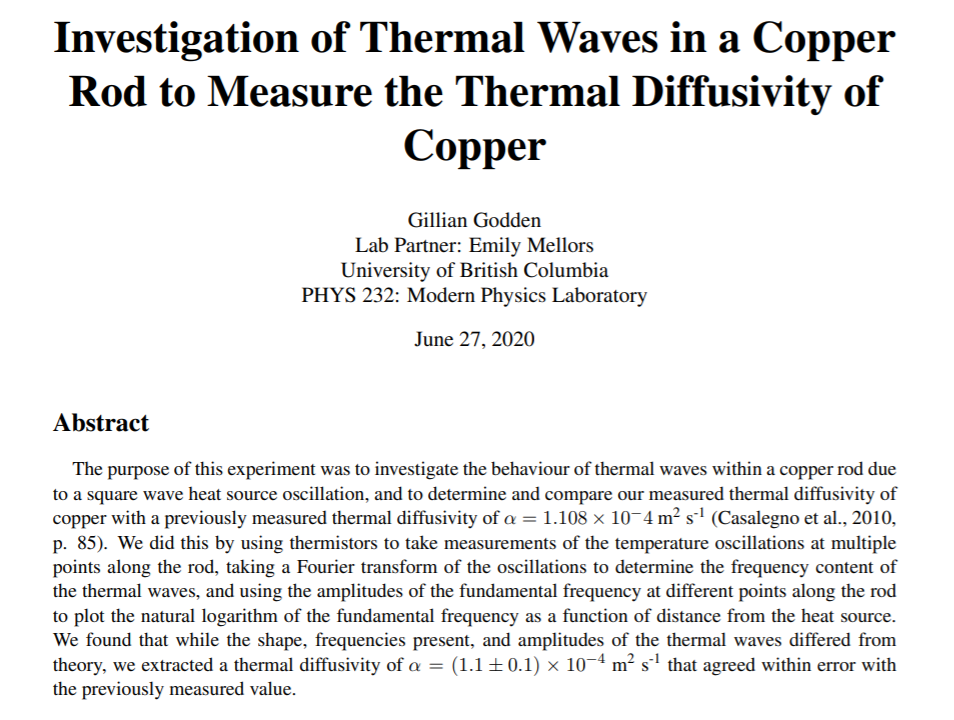 Investigation of Thermal Waves in a Copper
Rod to Measure the Thermal Diffusivity of
Copper
Gillian Godden
Lab Partner: Emily Mellors
University of British Columbia
PHYS 232: Modern Physics Laboratory
June 27, 2020
Abstract
The purpose of this experiment was to investigate the behaviour of thermal waves within a copper rod due
to a square wave heat source oscillation, and to determine and compare our measured thermal diffusivity of
copper with a previously measured thermal diffusivity of α = 1.108 × 10⁻4 m² s⁻¹ (Casalegno et al., 2010,
p. 85). We did this by using thermistors to take measurements of the temperature oscillations at multiple
points along the rod, taking a Fourier transform of the oscillations to determine the frequency content of
the thermal waves, and using the amplitudes of the fundamental frequency at different points along the rod
to plot the natural logarithm of the fundamental frequency as a function of distance from the heat source.
We found that while the shape, frequencies present, and amplitudes of the thermal waves differed from
theory, we extracted a thermal diffusivity of α = (1.1 ± 0.1) × 10⁻⁴ m² s⁻¹ that agreed within error with
the previously measured value.